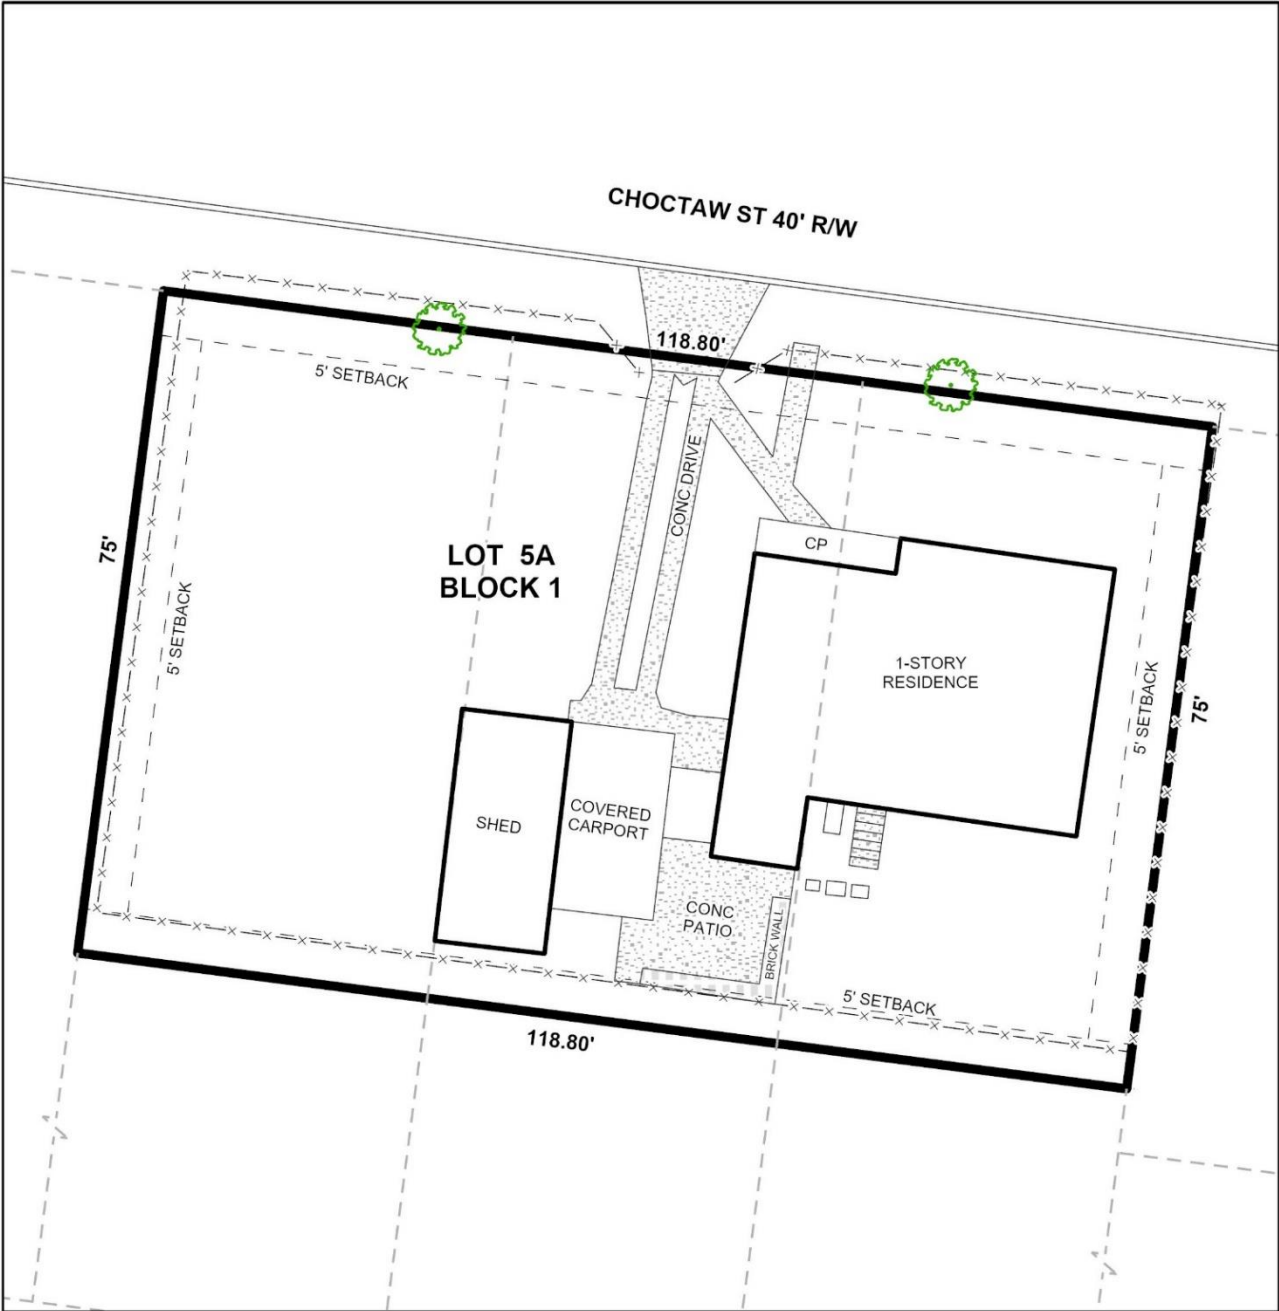 CHOCTAW ST 40' R/W
118.80'
5' SETBACK
CONC DRIVE
CP
75'
LOT 5A
BLOCK 1
5' SETBACK
1-STORY
RESIDENCE
5' SETBACK
75'
SHED
COVERED
CARPORT
CONC
PATIO
BRICK WALL
5' SETBACK
118.80'